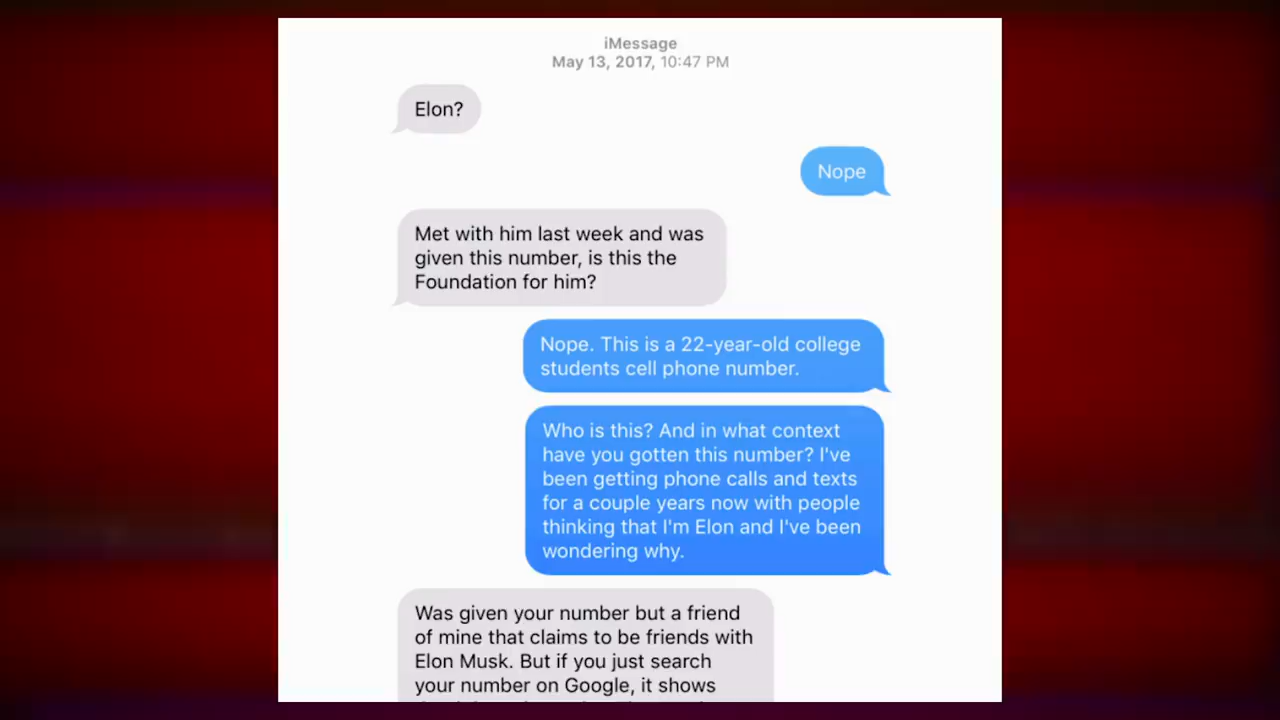 iMessage
May 13, 2017, 10:47 PM
Elon?
Nope
Met with him last week and was
given this number, is this the
Foundation for him?
Nope. This is a 22-year-old college
students cell phone number.
Who is this? And in what context
have you gotten this number? I've
been getting phone calls and texts
for a couple years now with people
thinking that I'm Elon and I've been
wondering why.
Was given your number but a friend
of mine that claims to be friends with
Elon Musk. But if you just search
your number on Google, it shows